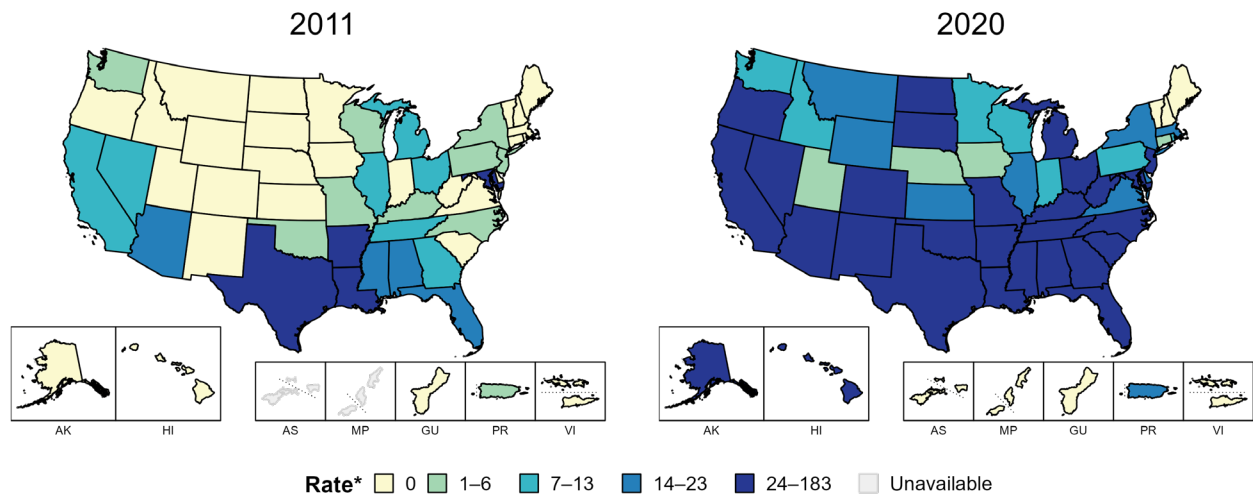 2011 2020
AK HI AS MP GU PR VI AK HI AS MP GU PR VI
Rate* 0 1–6 7–13 14–23 24–183 Unavailable